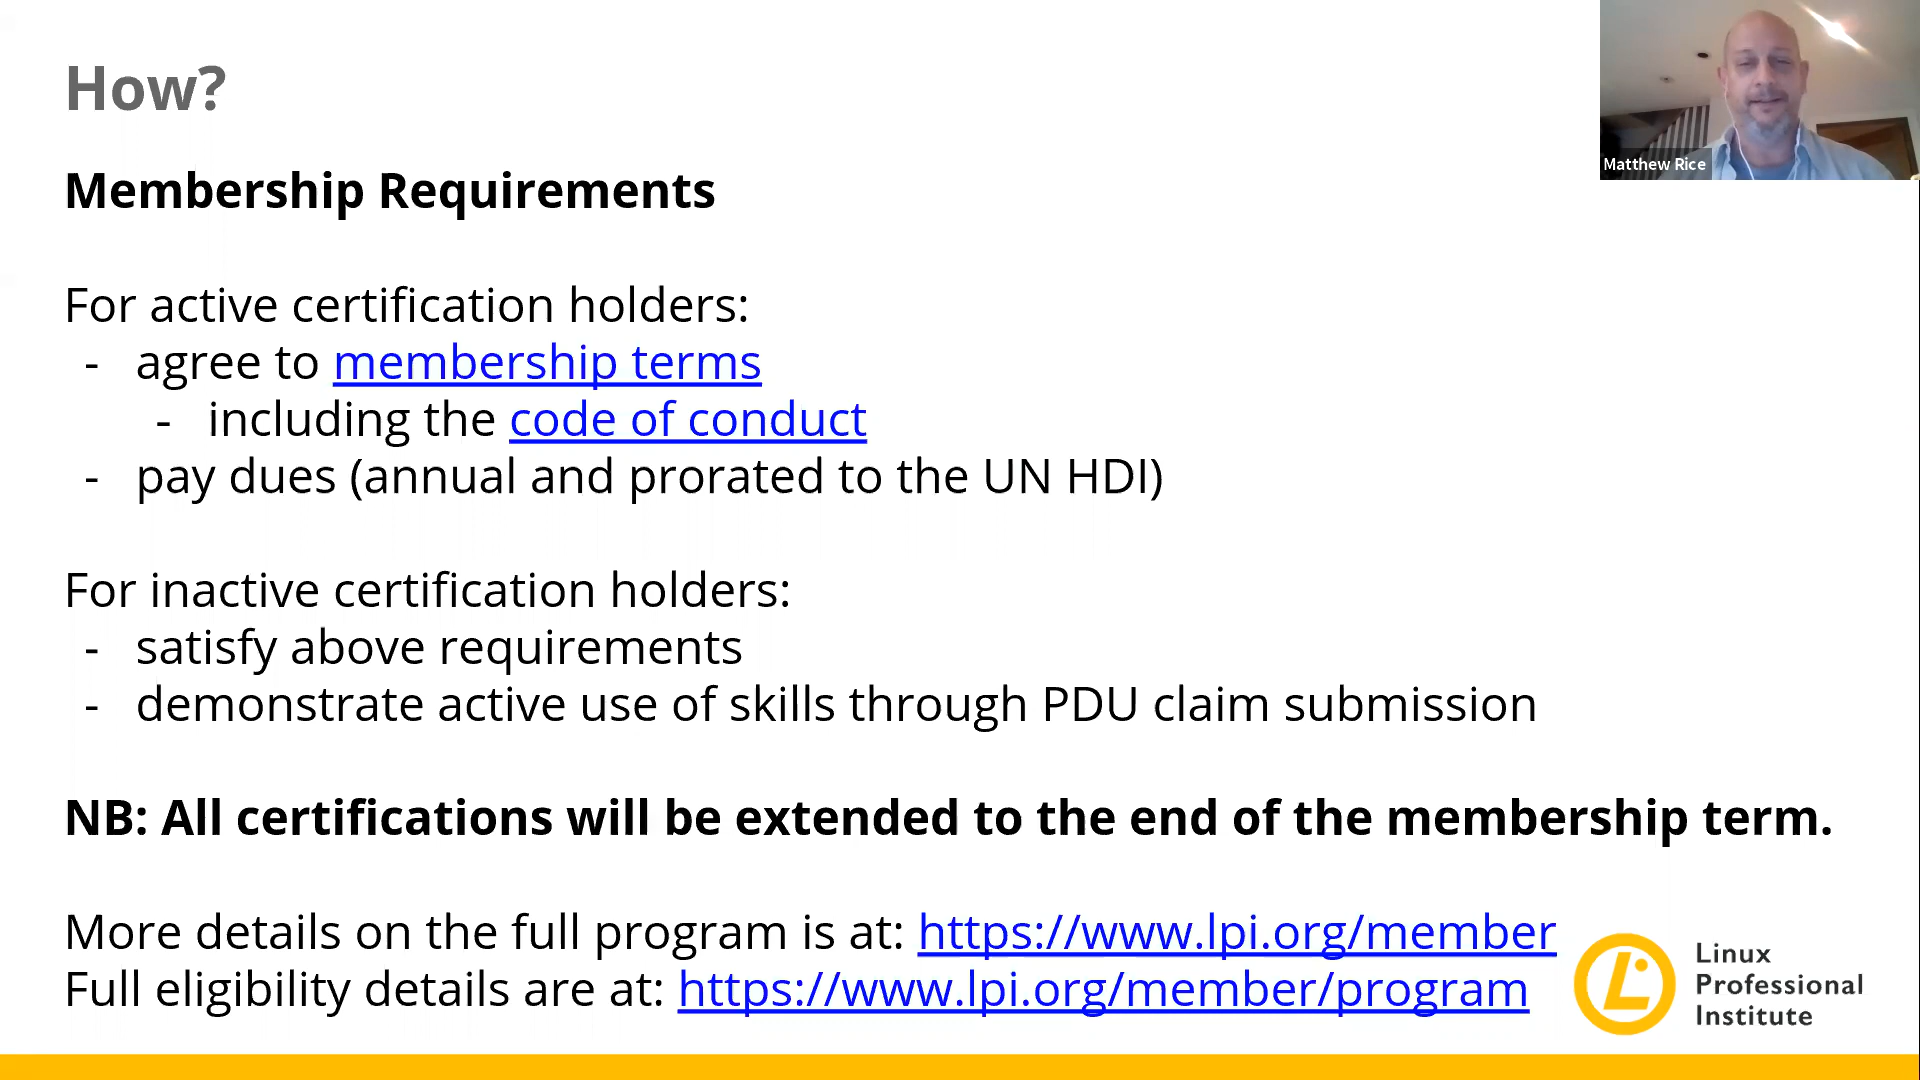 How?
Matthew Rice
Membership Requirements
For active certification holders:
- agree to membership terms
- including the code of conduct
- pay dues (annual and prorated to the UN HDI)
For inactive certification holders:
- satisfy above requirements
- demonstrate active use of skills through PDU claim submission
NB: All certifications will be extended to the end of the membership term.
More details on the full program is at: https://www.lpi.org/member
Full eligibility details are at: https://www.lpi.org/member/program
Linux
Professional
Institute